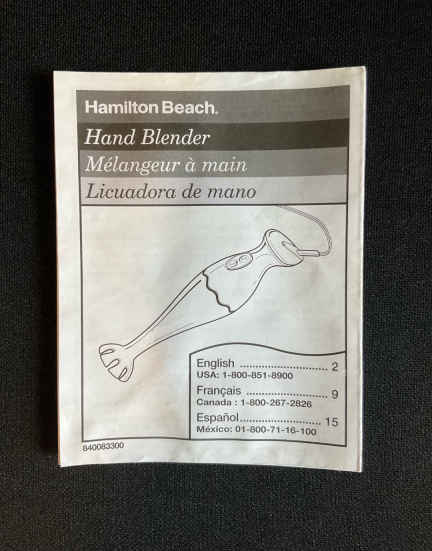 Hamilton Beach.
Hand Blender
Mélangeur à main
Licuadora de mano
English ............................ 2
USA: 1-800-851-8900
Français .......................... 9
Canada : 1-800-267-2826
Español.......................... 15
México: 01-800-71-16-100
840083300